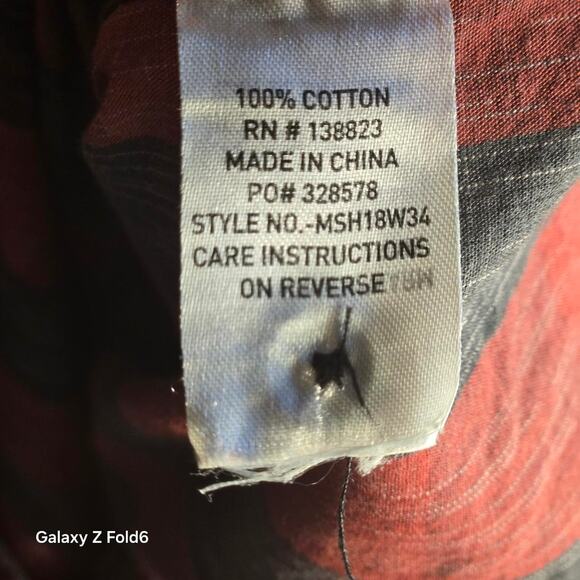 100% COTTON
RN # 138823
MADE IN CHINA
PO# 328578
STYLE NO.-MSH18W34
CARE INSTRUCTIONS
ON REVERSE
Galaxy Z Fold6